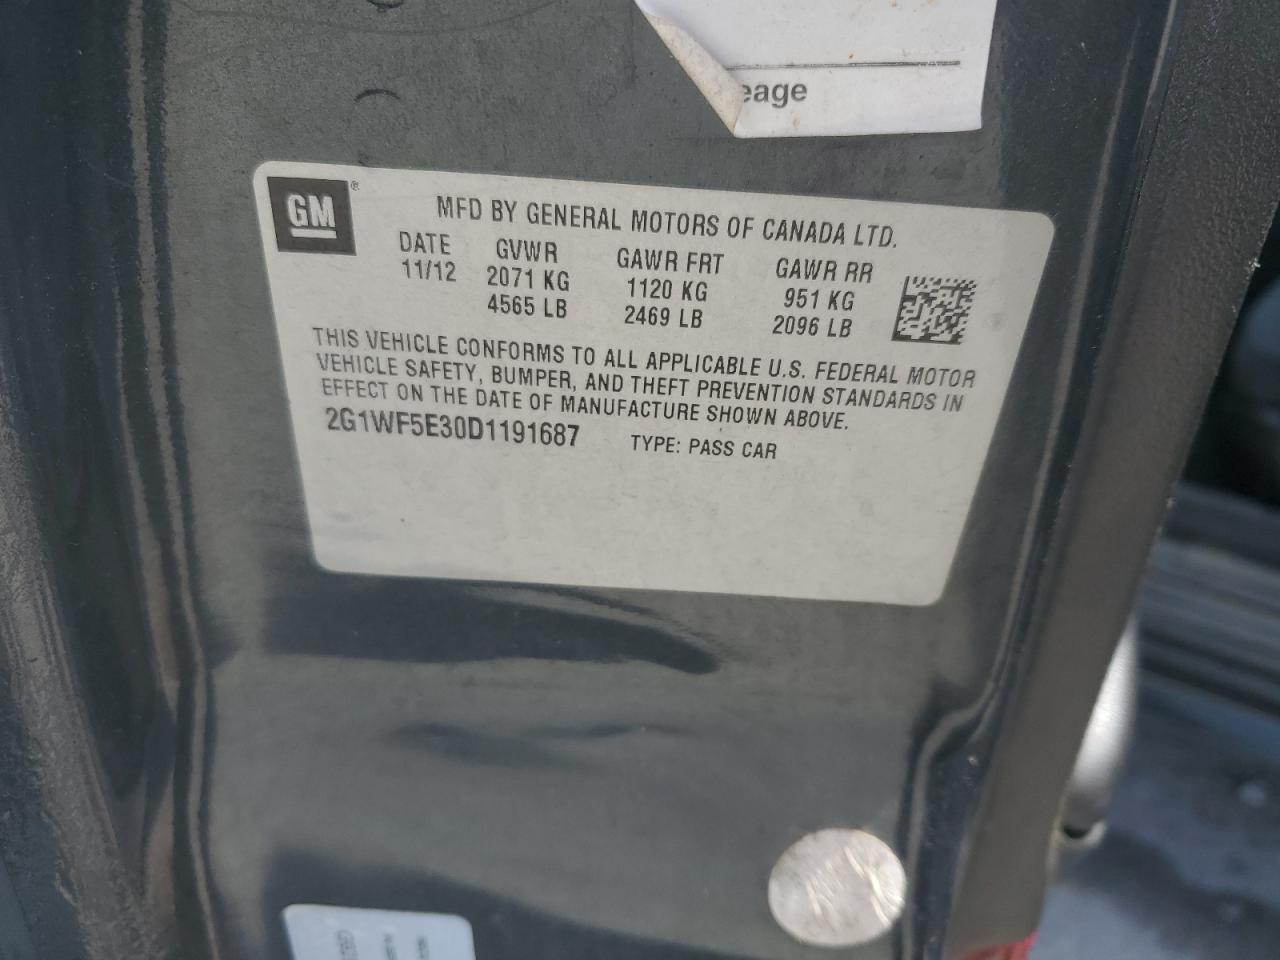 eage
GM ®
MFD BY GENERAL MOTORS OF CANADA LTD.
DATE GVWR GAWR FRT GAWR RR
11/12 2071 KG 1120 KG 951 KG
4565 LB 2469 LB 2096 LB
THIS VEHICLE CONFORMS TO ALL APPLICABLE U.S. FEDERAL MOTOR
VEHICLE SAFETY, BUMPER, AND THEFT PREVENTION STANDARDS IN
EFFECT ON THE DATE OF MANUFACTURE SHOWN ABOVE.
2G1WF5E30D1191687 TYPE: PASS CAR